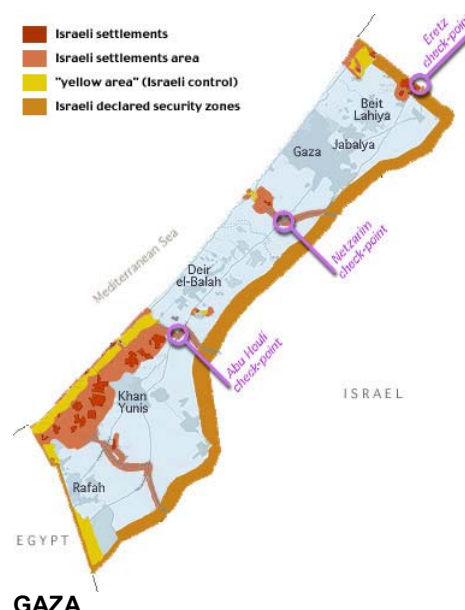 Israeli settlements
Israeli settlements area
"yellow area" (Israeli control)
Israeli declared security zones
Eretz
check-point
Beit
Lahiya
Jabalya
Gaza
Netzarim
check-point
Mediterranean Sea
Deir
el-Balah
Abu Houli
check-point
ISRAEL
Khan
Yunis
Rafah
EGYPT
GAZA